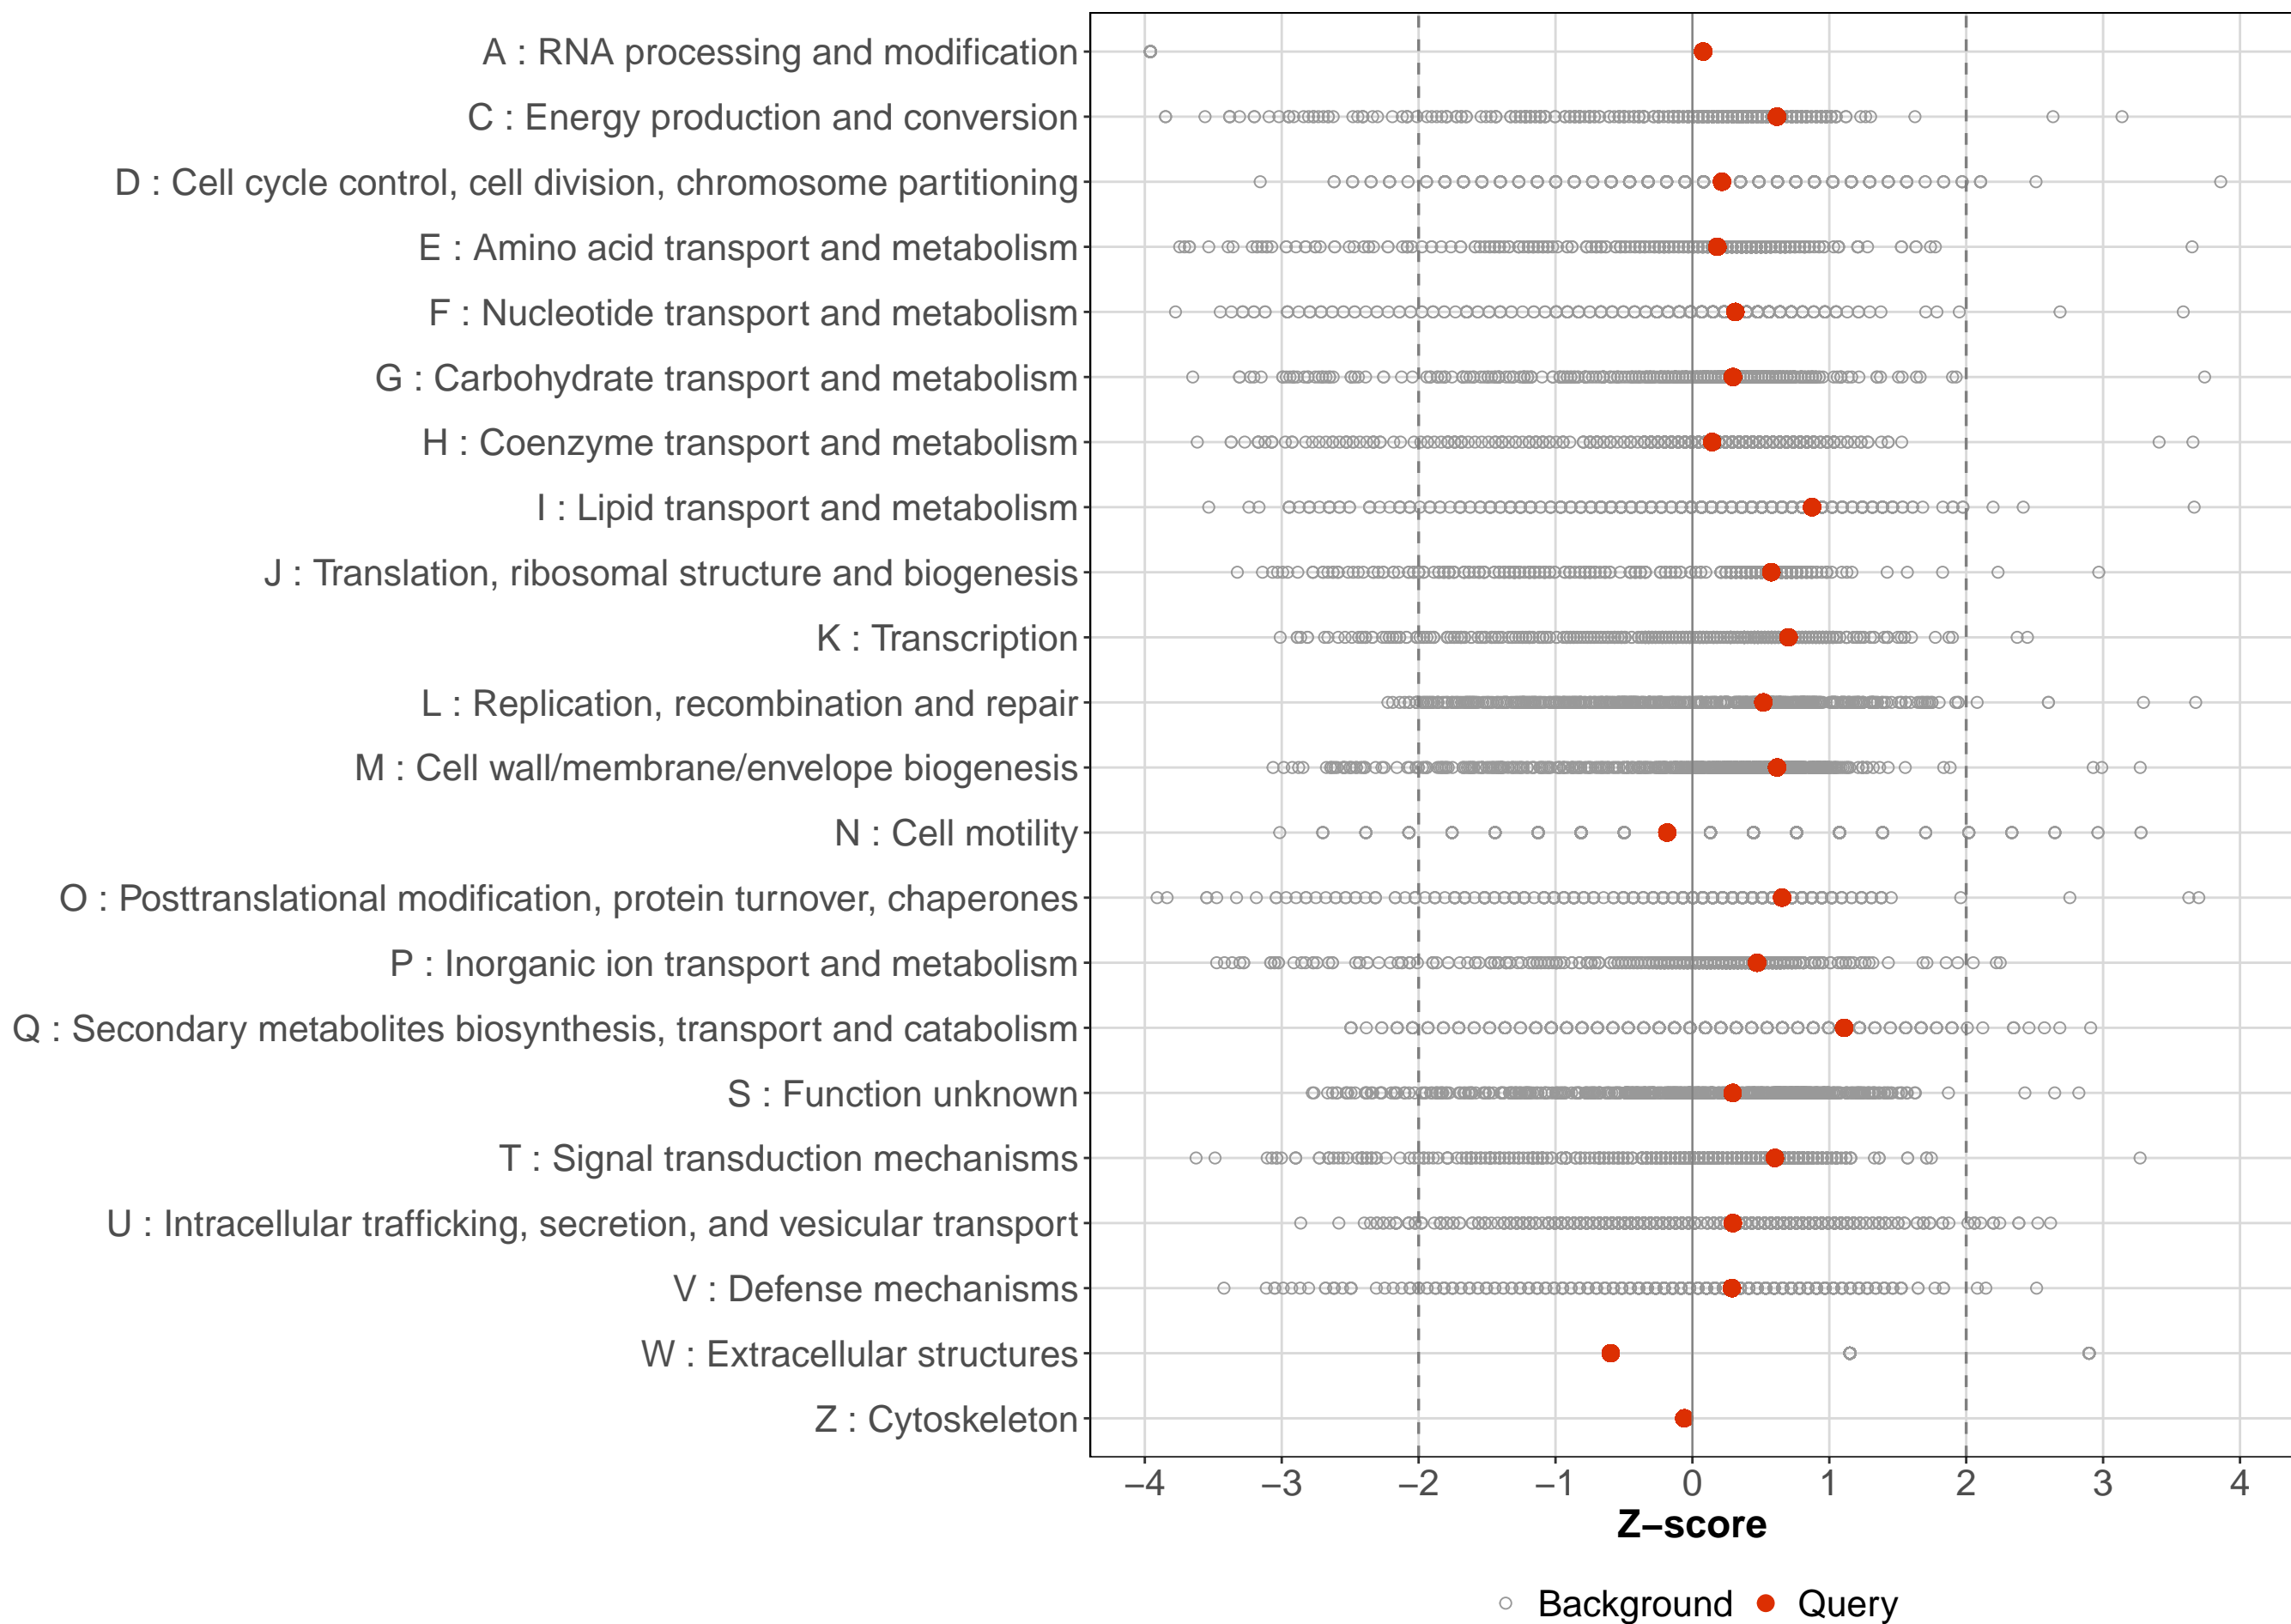 A : RNA processing and modification
C : Energy production and conversion
D : Cell cycle control, cell division, chromosome partitioning
E : Amino acid transport and metabolism
F : Nucleotide transport and metabolism
G : Carbohydrate transport and metabolism
H : Coenzyme transport and metabolism
I : Lipid transport and metabolism
J : Translation, ribosomal structure and biogenesis
K : Transcription
L : Replication, recombination and repair
M : Cell wall/membrane/envelope biogenesis
N : Cell motility
O : Posttranslational modification, protein turnover, chaperones
P : Inorganic ion transport and metabolism
Q : Secondary metabolites biosynthesis, transport and catabolism
S : Function unknown
T : Signal transduction mechanisms
U : Intracellular trafficking, secretion, and vesicular transport
V : Defense mechanisms
W : Extracellular structures
Z : Cytoskeleton
−4 −3 −2 −1 0 1 2 3 4
Z−score
Background Query